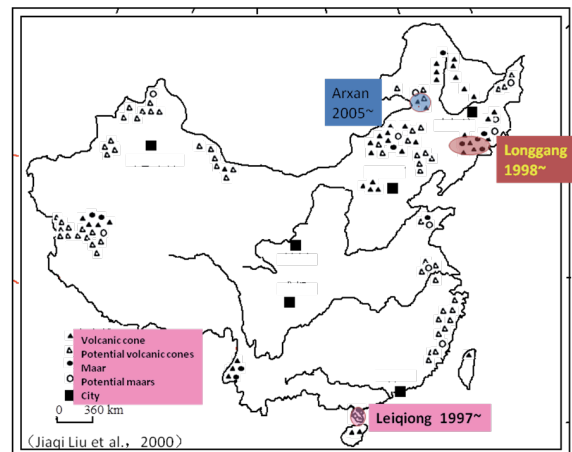 Arxan
2005~
Longgang
1998~
Volcanic cone
Potential volcanic cones
Maar
Potential maars
City
0 360 km
Leiqiong 1997~
(Jiaqi Liu et al., 2000)